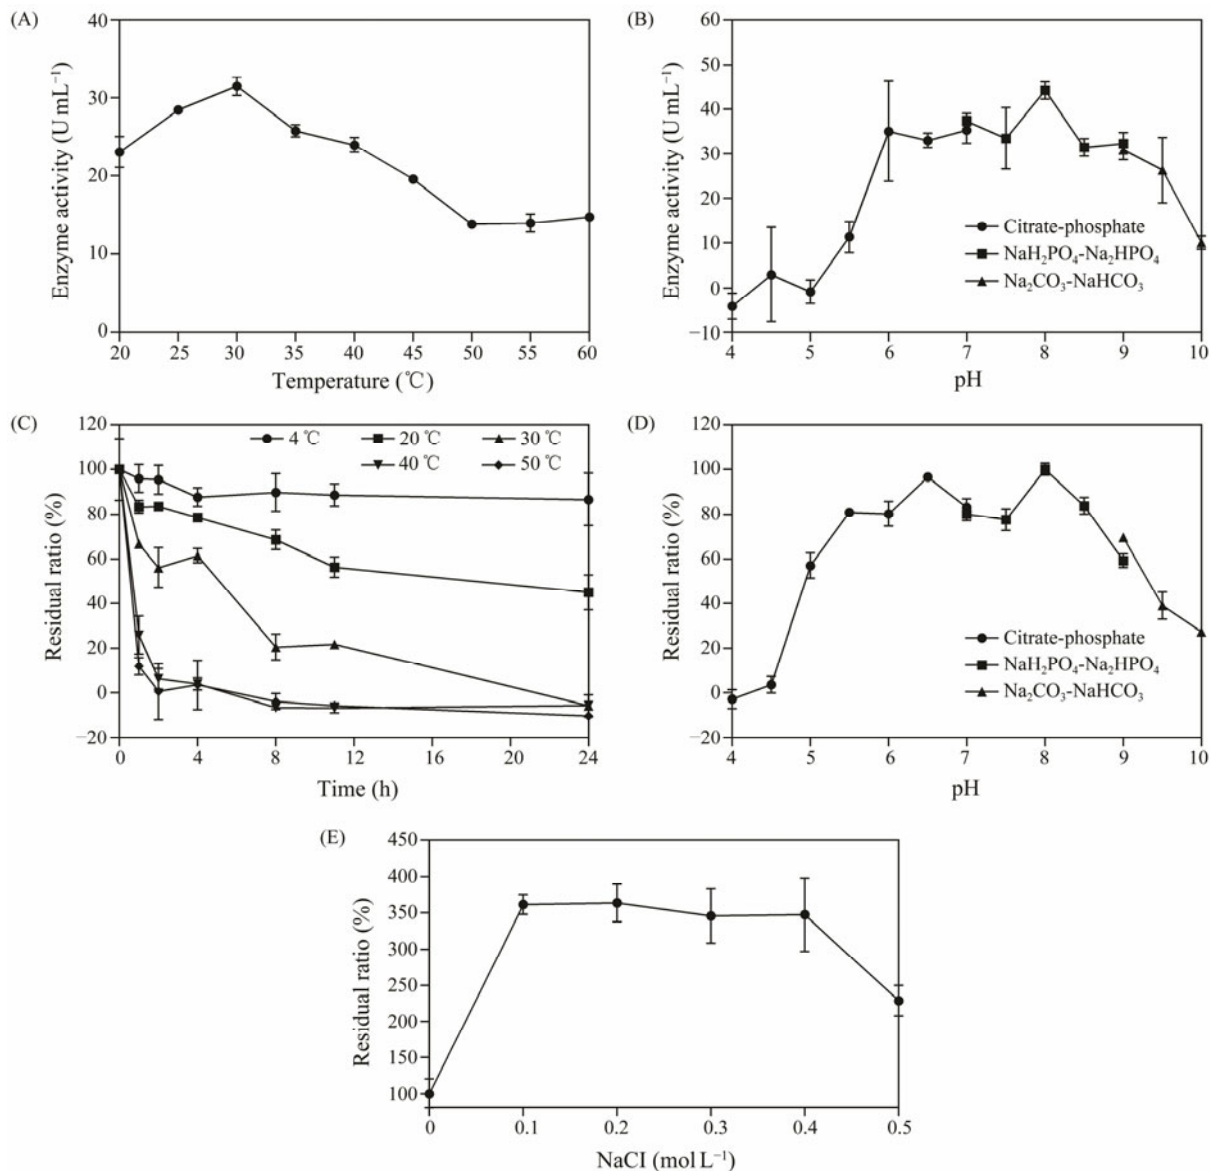 (A)
40
30
20
10
0
Enzyme activity (U mL⁻¹)
20 25 30 35 40 45 50 55 60
Temperature (℃)
(B)
60
50
40
30
20
10
0
−10
Enzyme activity (U mL⁻¹)
Citrate-phosphate
NaH₂PO₄-Na₂HPO₄
Na₂CO₃-NaHCO₃
4 5 6 7 8 9 10
pH
(C)
120
100
80
60
40
20
0
−20
Residual ratio (%)
4 ℃ 20 ℃ 30 ℃
40 ℃ 50 ℃
0 4 8 12 16 20 24
Time (h)
(D)
120
100
80
60
40
20
0
−20
Residual ratio (%)
Citrate-phosphate
NaH₂PO₄-Na₂HPO₄
Na₂CO₃-NaHCO₃
4 5 6 7 8 9 10
pH
(E)
450
400
350
300
250
200
150
100
Residual ratio (%)
0 0.1 0.2 0.3 0.4 0.5
NaCI (mol L⁻¹)